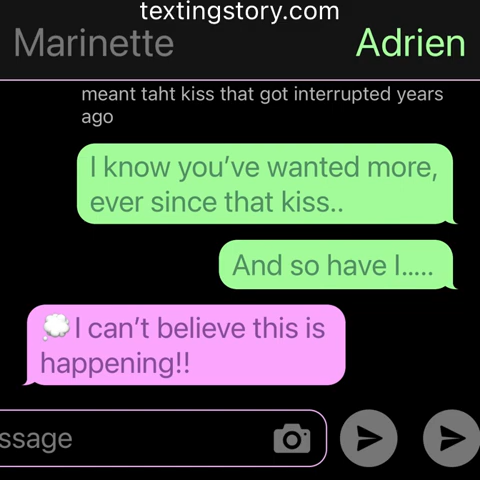 textingstory.com
Marinette Adrien
meant taht kiss that got interrupted years
ago
I know you’ve wanted more,
ever since that kiss..
And so have I.....
💭I can’t believe this is
happening!!
ssage